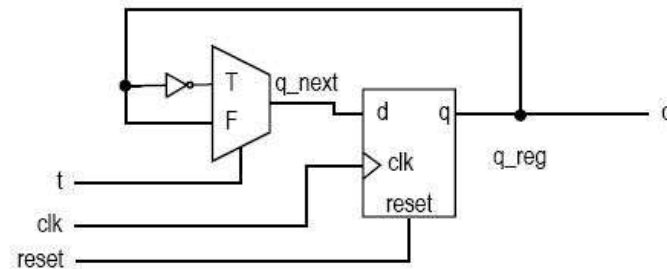 T
q_next
F
d
q
clk
q_reg
t
clk
reset
reset